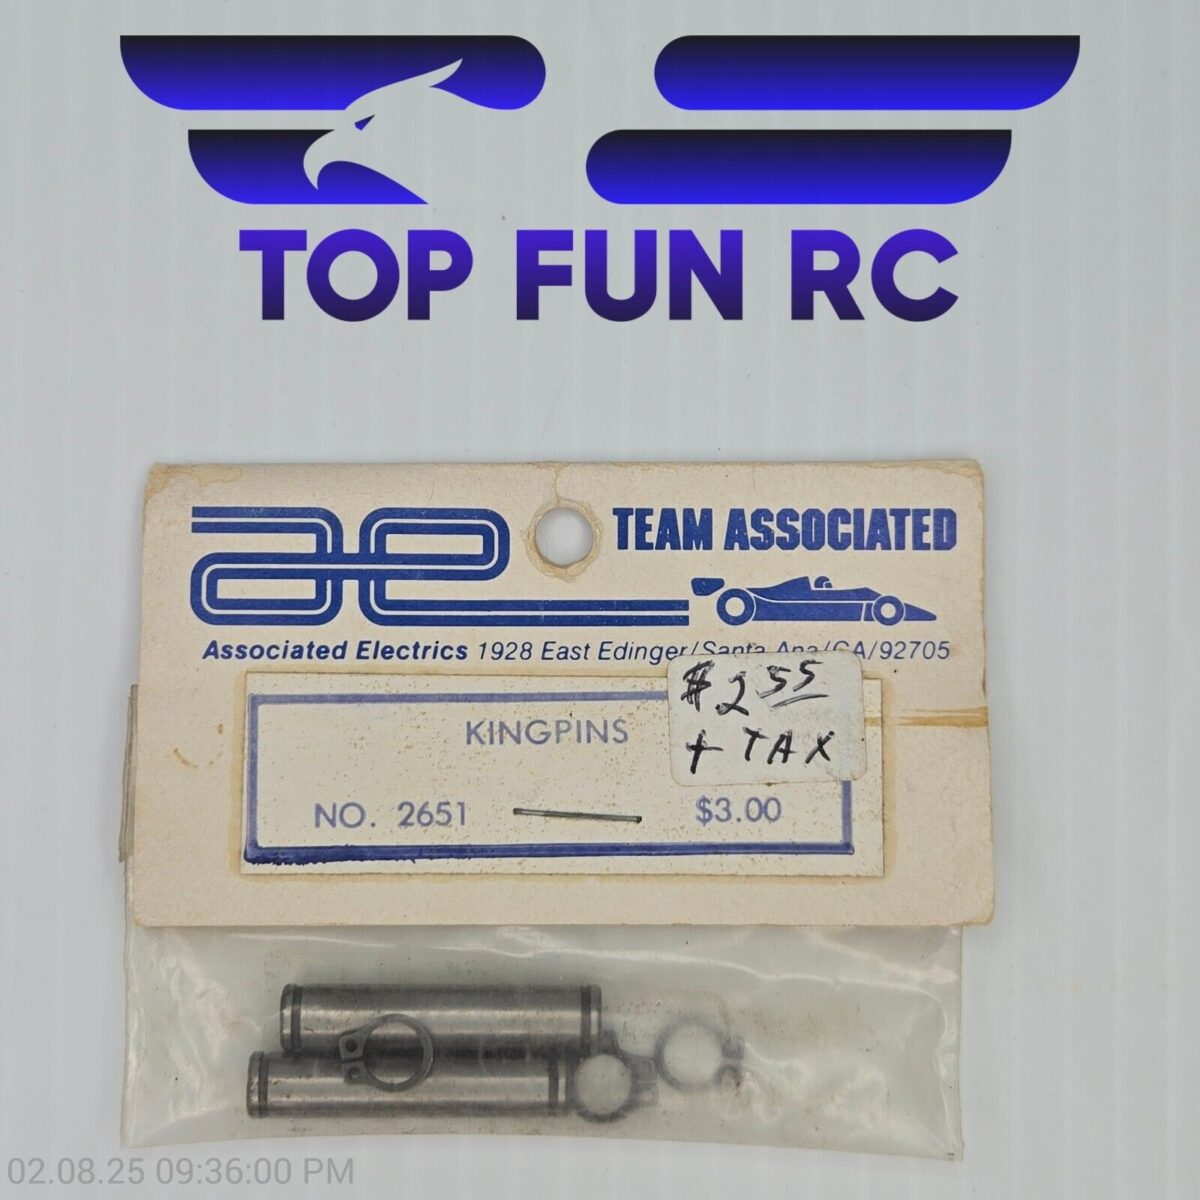 TOP FUN RC
ae
TEAM ASSOCIATED
Associated Electrics 1928 East Edinger/Santa Ana/CA/92705
$2.55
+ TAX
KINGPINS
NO. 2651
$3.00
02.08.25 09:36:00 PM